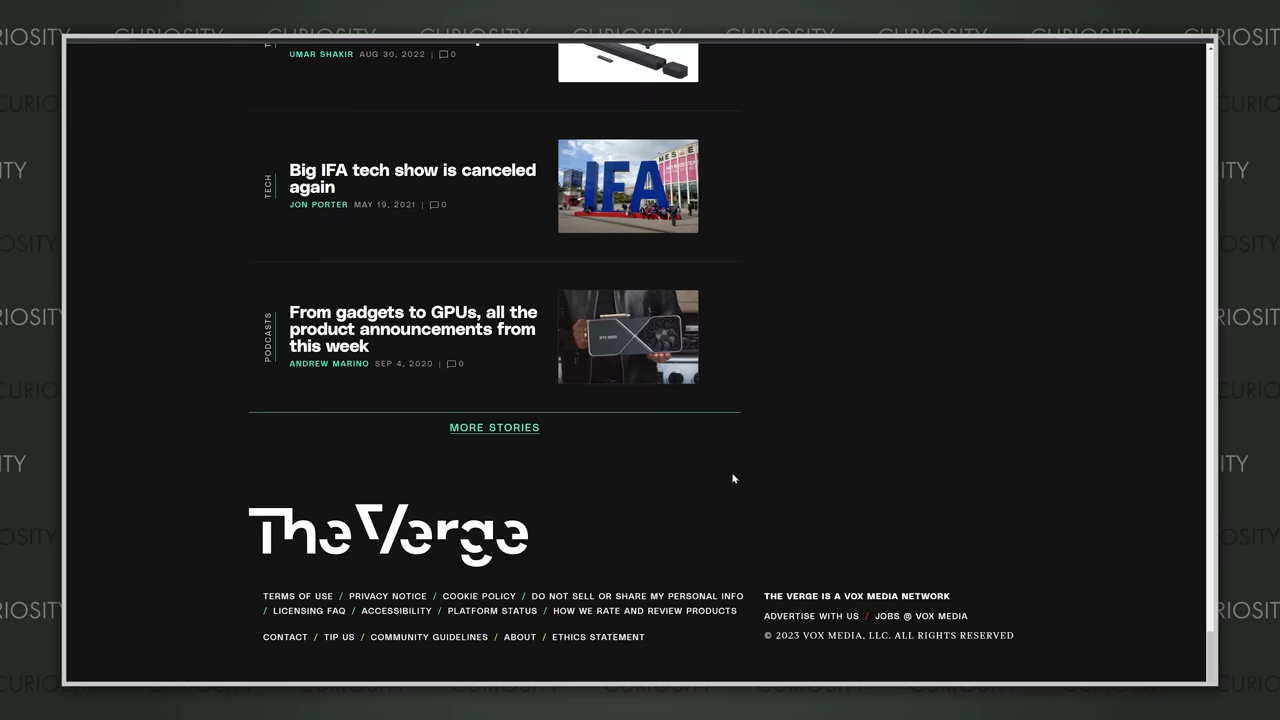 UMAR SHAKIR AUG 30, 2022 | 0
TECH
Big IFA tech show is canceled
again
JON PORTER MAY 19, 2021 | 0
IFA
PODCASTS
From gadgets to GPUs, all the
product announcements from
this week
ANDREW MARINO SEP 4, 2020 | 0
MORE STORIES
The Verge
TERMS OF USE / PRIVACY NOTICE / COOKIE POLICY / DO NOT SELL OR SHARE MY PERSONAL INFO
/ LICENSING FAQ / ACCESSIBILITY / PLATFORM STATUS / HOW WE RATE AND REVIEW PRODUCTS
CONTACT / TIP US / COMMUNITY GUIDELINES / ABOUT / ETHICS STATEMENT
THE VERGE IS A VOX MEDIA NETWORK
ADVERTISE WITH US / JOBS @ VOX MEDIA
© 2023 VOX MEDIA, LLC. ALL RIGHTS RESERVED